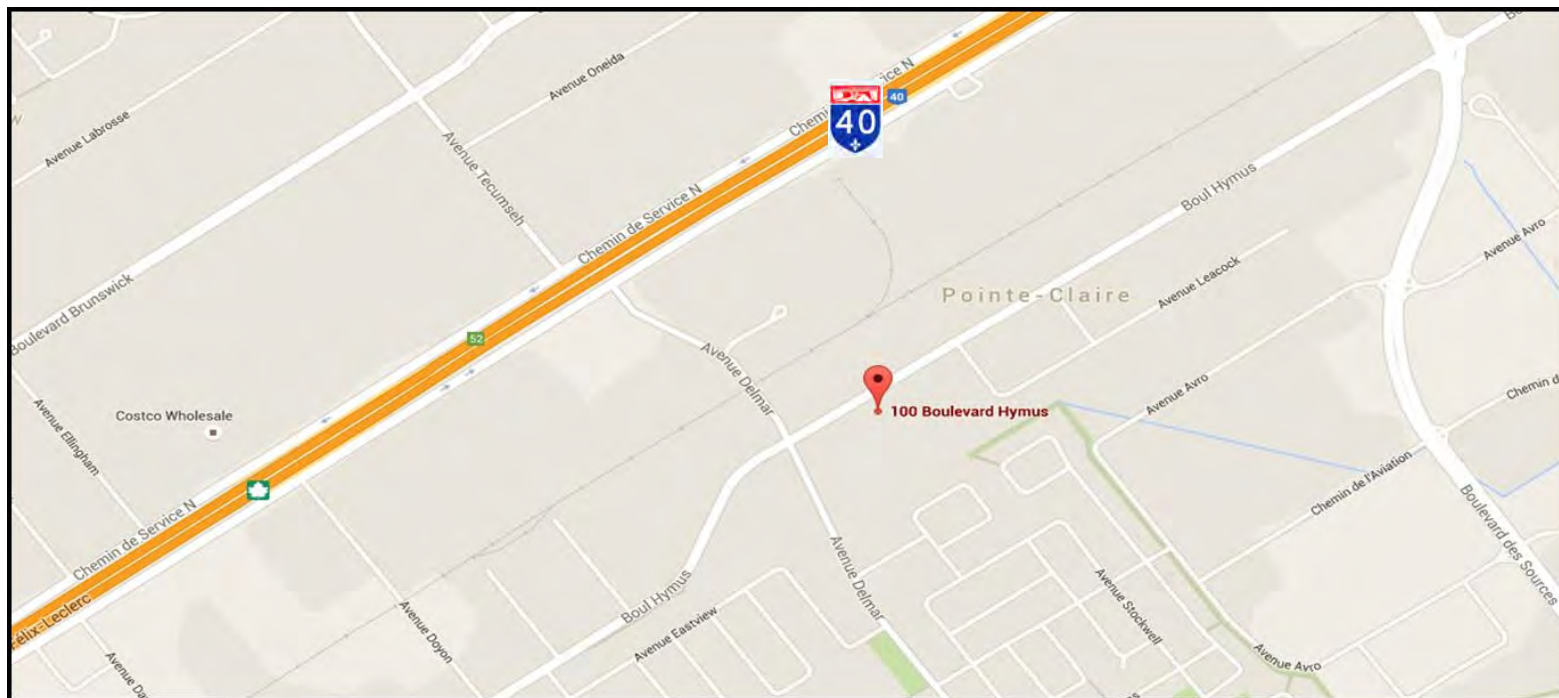 Avenue Oneida
Avenue Labrosse
Avenue Tecumseh
Chemin de Service N
40
40
Boul Hymus
Chemin de Service N
Avenue Avro
Avenue Leacock
Pointe-Claire
Boulevard Brunswick
52
Avenue Delmar
Avenue Avro
100 Boulevard Hymus
Costco Wholesale
Avenue Ellingham
Chemin de l'Aviation
Boulevard des Sources
Chemin de Service N
Avenue Delmar
Boul Hymus
Avenue Stockwell
Félix-Leclerc
Avenue Doyon
Avenue Eastview
Avenue Avro